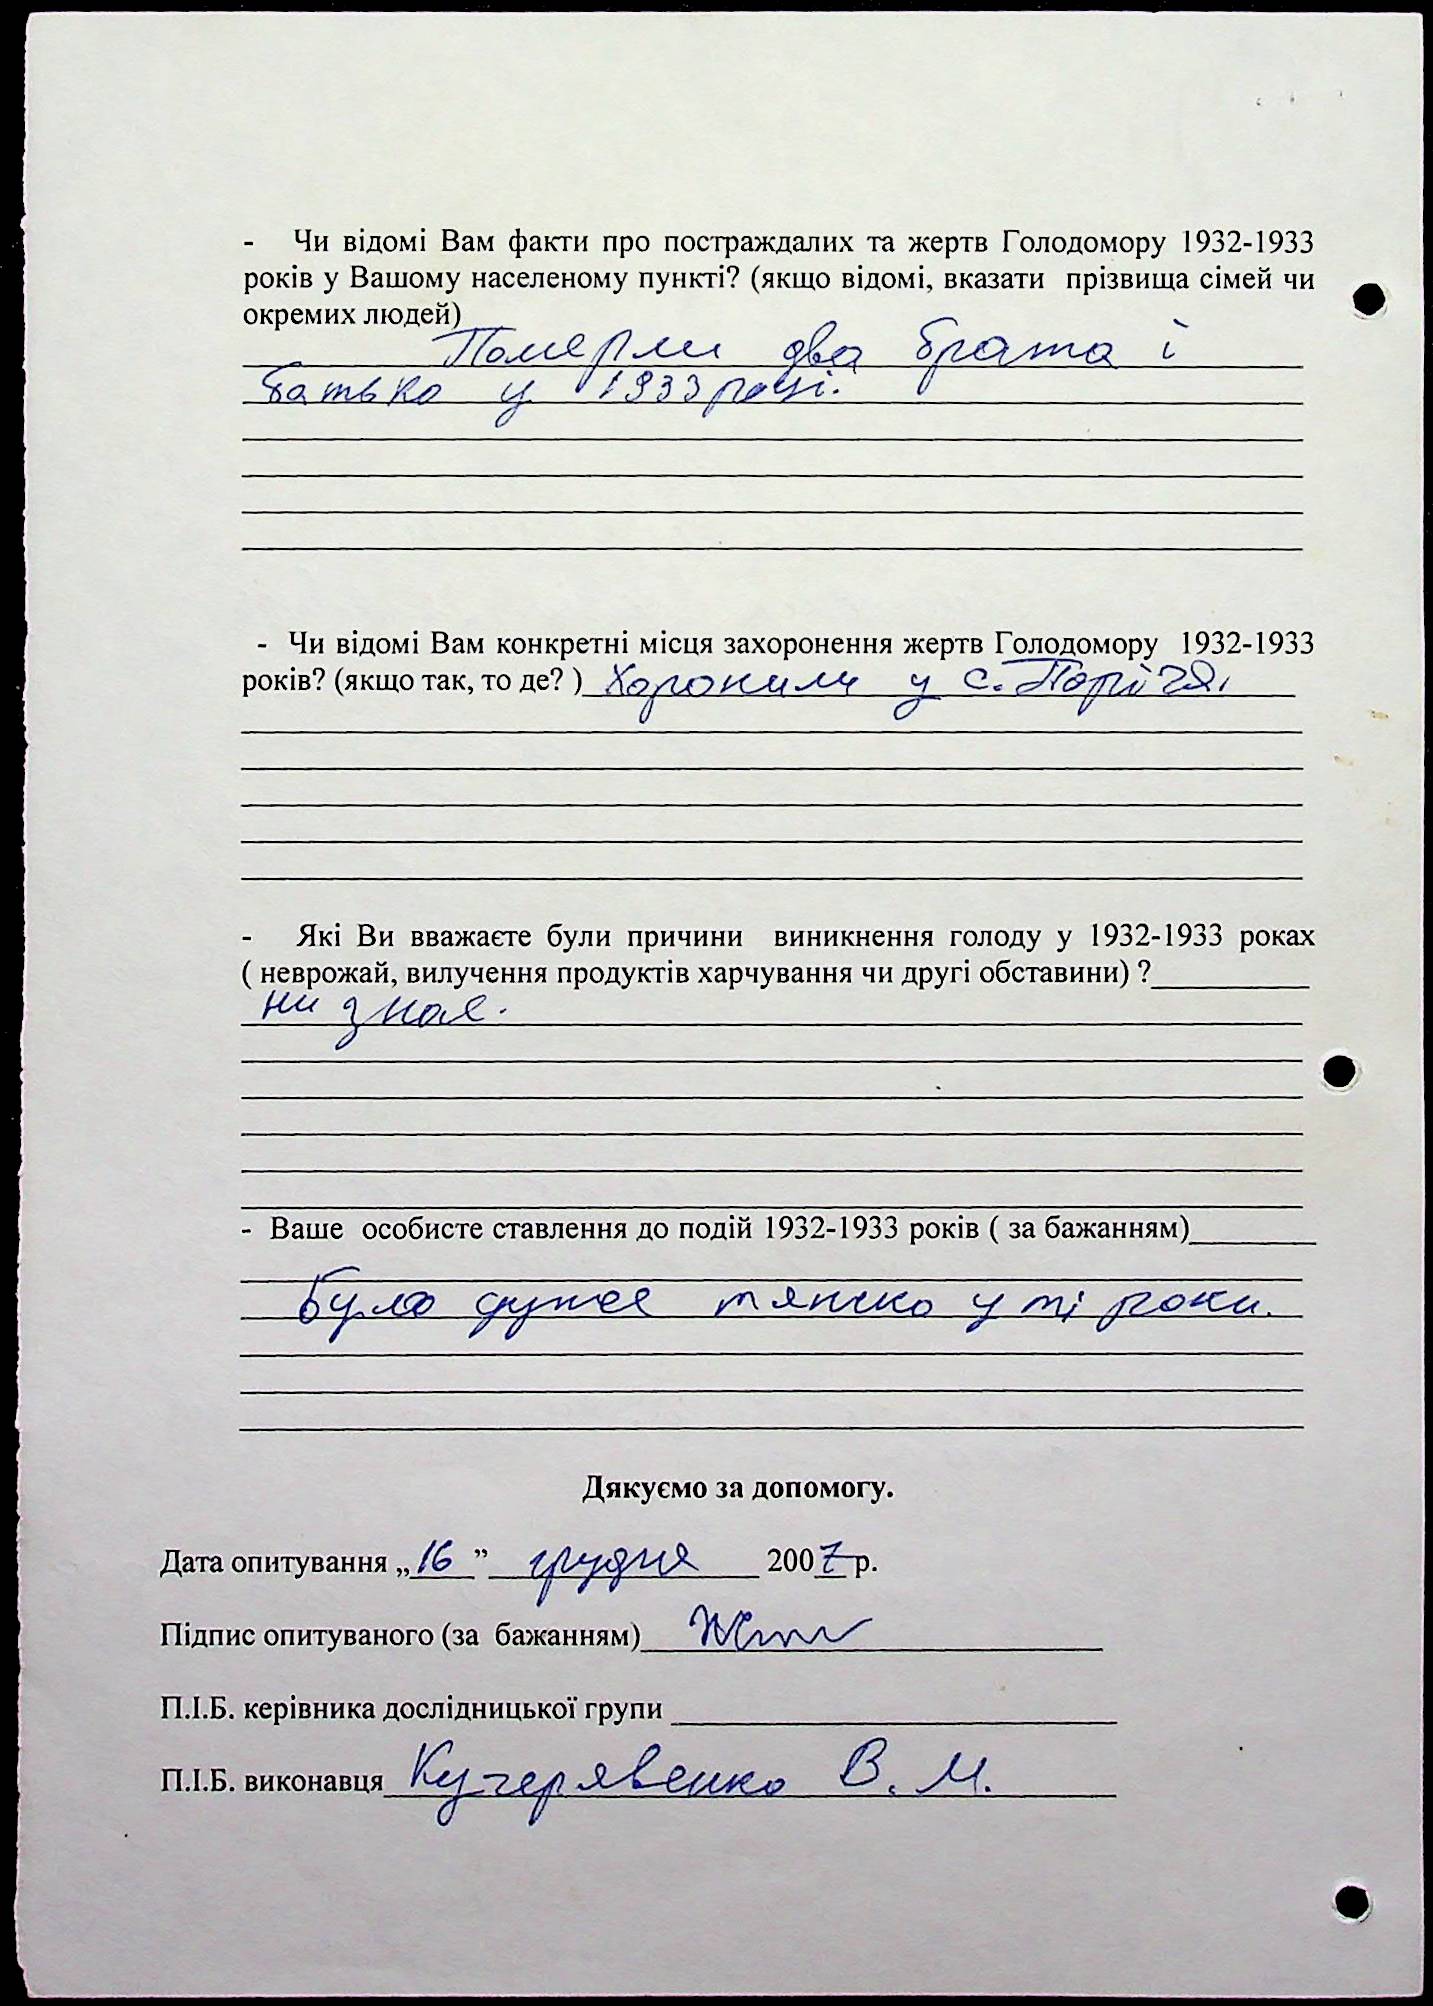 - Чи відомі Вам факти про постраждалих та жертв Голодомору 1932-1933
років у Вашому населеному пункті? (якщо відомі, вказати прізвища сімей чи
окремих людей)
Померли два брата і
батько у 1933 році.
- Чи відомі Вам конкретні місця захоронення жертв Голодомору 1932-1933
років? (якщо так, то де? ) Хоронили у с. Поріччя.
- Які Ви вважаєте були причини виникнення голоду у 1932-1933 роках
( неврожай, вилучення продуктів харчування чи другі обставини) ?
ни знає.
- Ваше особисте ставлення до подій 1932-1933 років ( за бажанням)
Було дуже тяжко у ті роки.
Дякуємо за допомогу.
Дата опитування „16 ” грудня 2007 р.
Підпис опитуваного (за бажанням)
П.І.Б. керівника дослідницької групи
П.І.Б. виконавця Кучерявенко В. М.